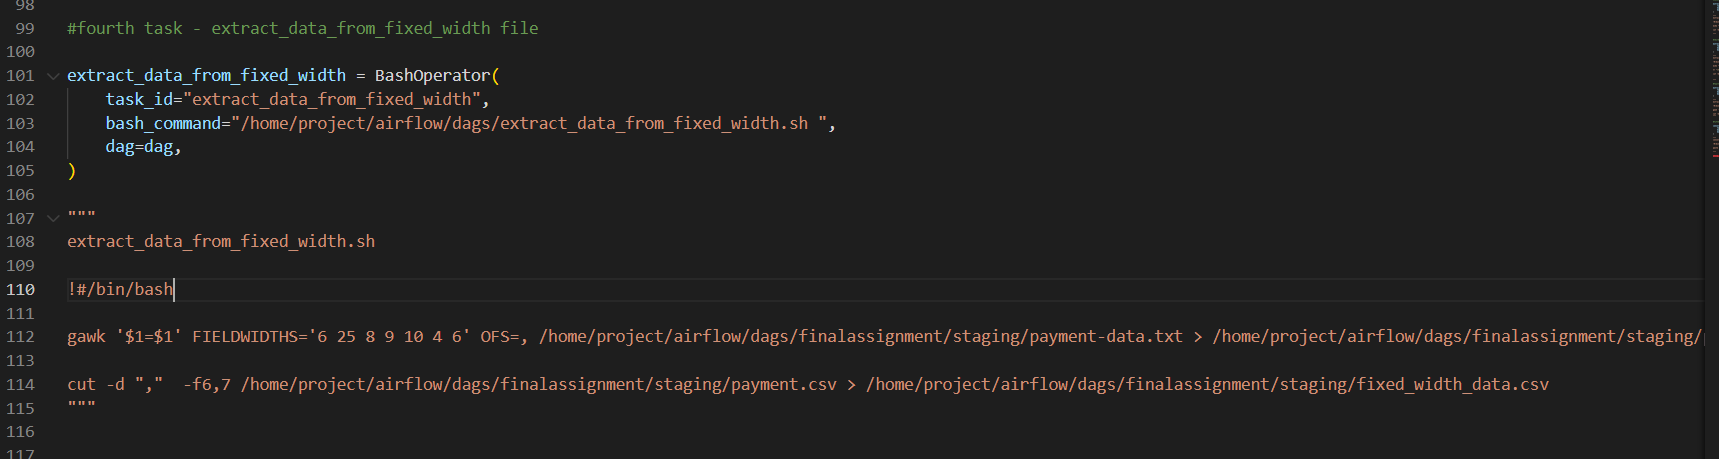 98
99 #fourth task - extract_data_from_fixed_width file
100
101 extract_data_from_fixed_width = BashOperator(
102 task_id="extract_data_from_fixed_width",
103 bash_command="/home/project/airflow/dags/extract_data_from_fixed_width.sh ",
104 dag=dag,
105 )
106
107 """
108 extract_data_from_fixed_width.sh
109
110 !#/bin/bash
111
112 gawk '$1=$1' FIELDWIDTHS='6 25 8 9 10 4 6' OFS=, /home/project/airflow/dags/finalassignment/staging/payment-data.txt > /home/project/airflow/dags/finalassignment/staging/
113
114 cut -d "," -f6,7 /home/project/airflow/dags/finalassignment/staging/payment.csv > /home/project/airflow/dags/finalassignment/staging/fixed_width_data.csv
115 """
116
117